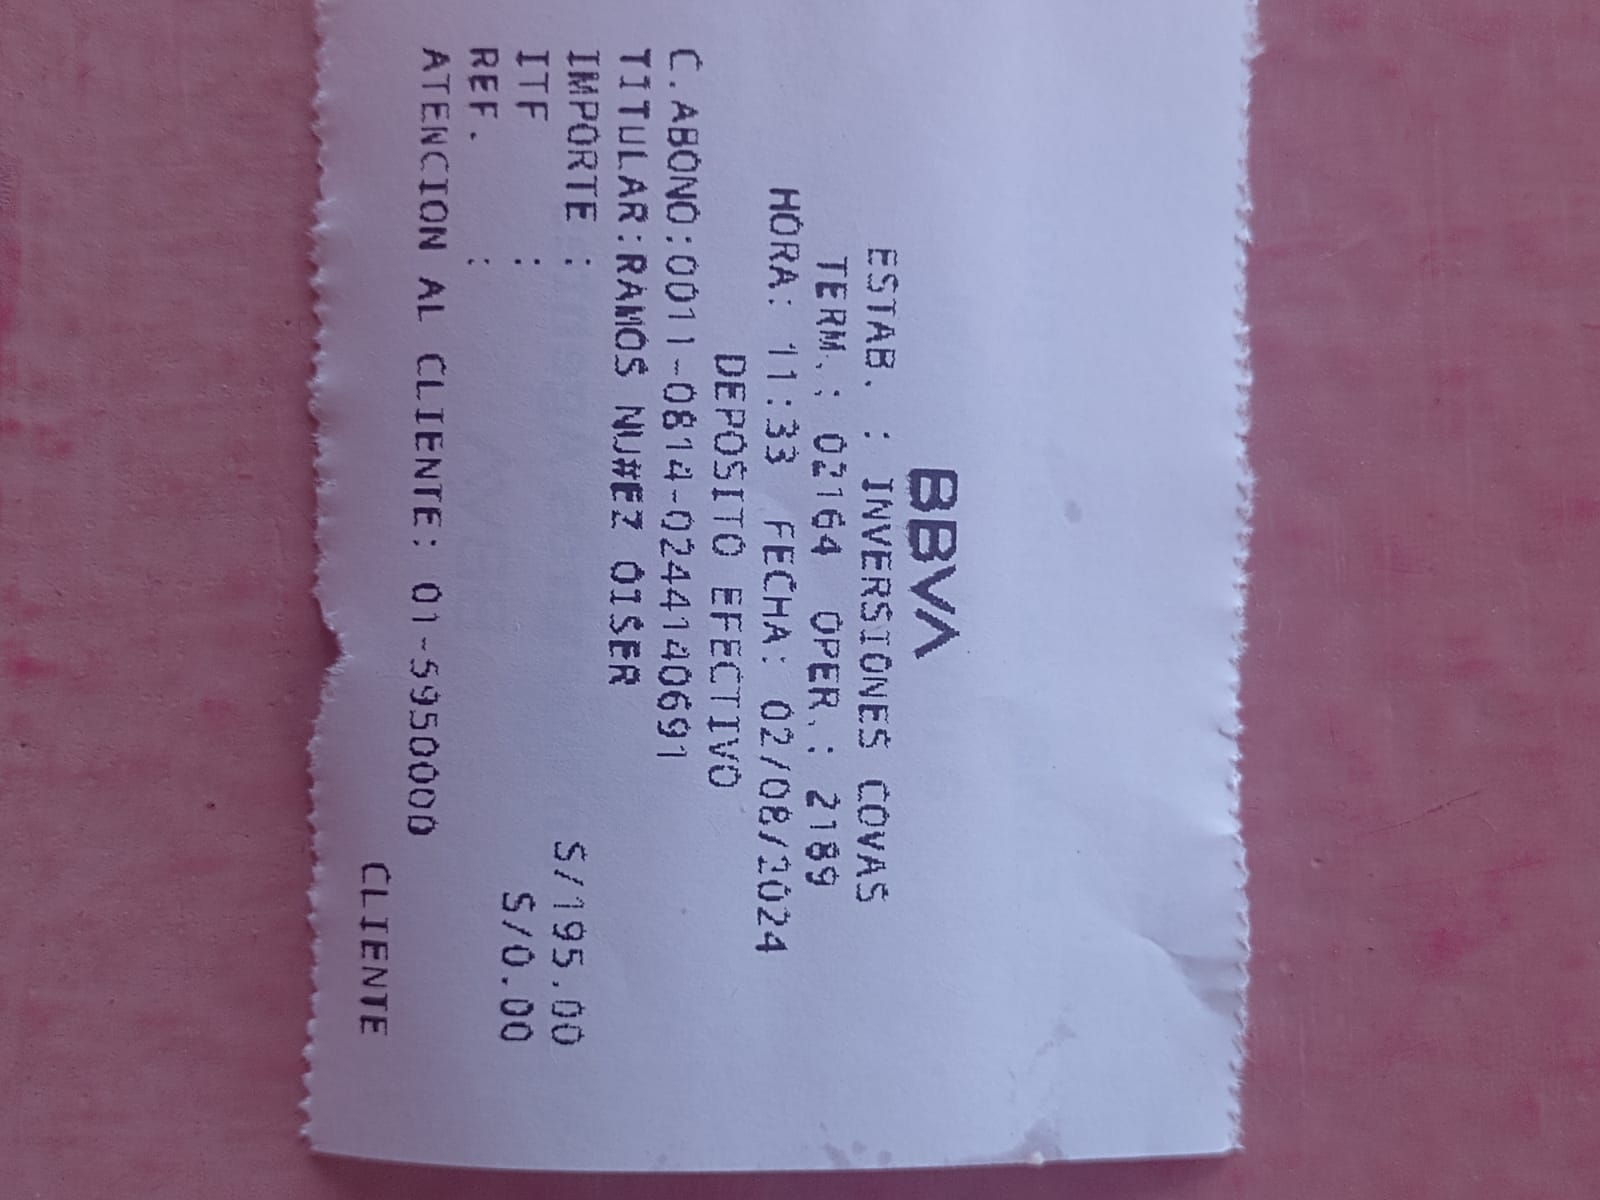 BBVA
ESTAB. : INVERSIONES COVAS
TERM.: 02164 OPER.: 2189
HORA: 11:33 FECHA: 02/08/2024
DEPOSITO EFECTIVO
C.ABONO:0011-0814-0244140691
TITULAR:RAMOS NU#EZ OISER
IMPORTE : S/195.00
ITF : S/0.00
REF. :
ATENCION AL CLIENTE: 01-5950000
CLIENTE